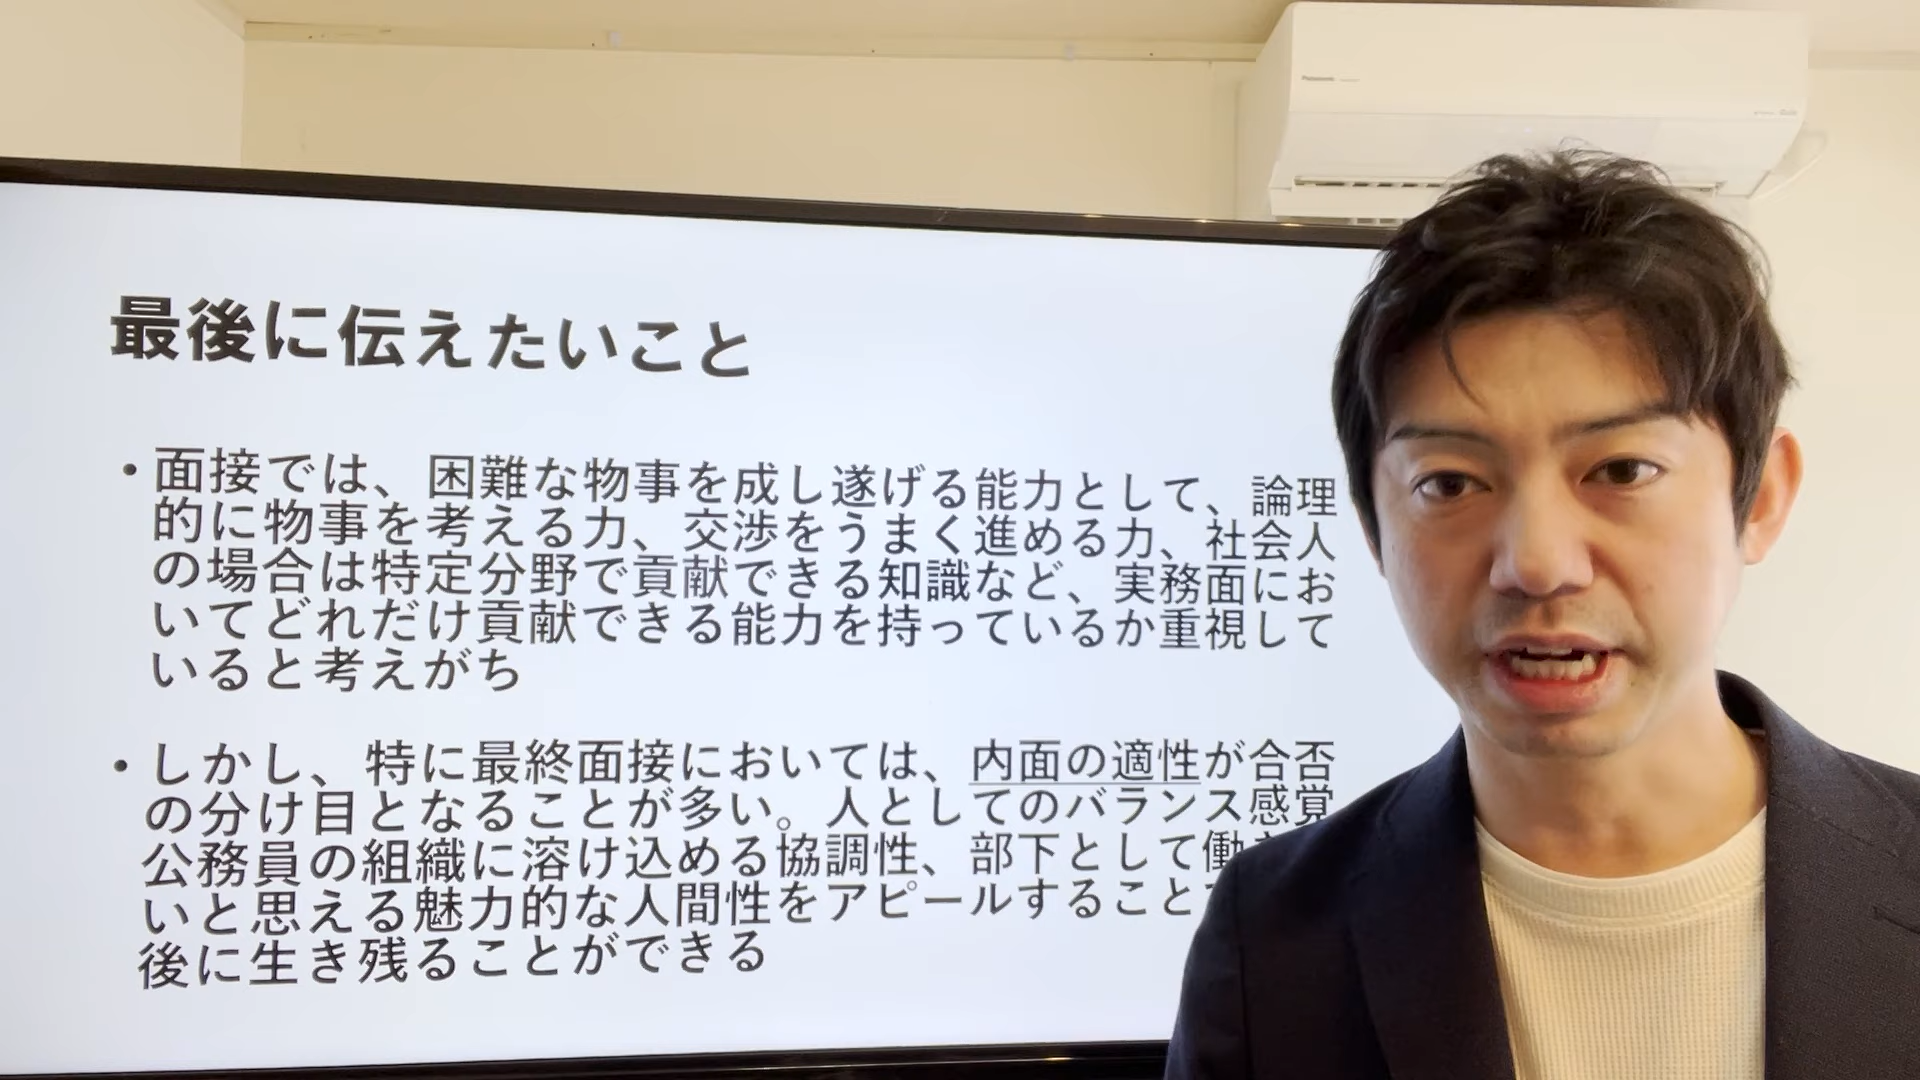 Panasonic
最後に伝えたいこと
・面接では、困難な物事を成し遂げる能力として、論理
的に物事を考える力、交渉をうまく進める力、社会人
の場合は特定分野で貢献できる知識など、実務面にお
いてどれだけ貢献できる能力を持っているか重視して
いると考えがち
・しかし、特に最終面接においては、内面の適性が合否
の分け目となることが多い。人としてのバランス感覚
公務員の組織に溶け込める協調性、部下として働
いと思える魅力的な人間性をアピールすること
後に生き残ることができる